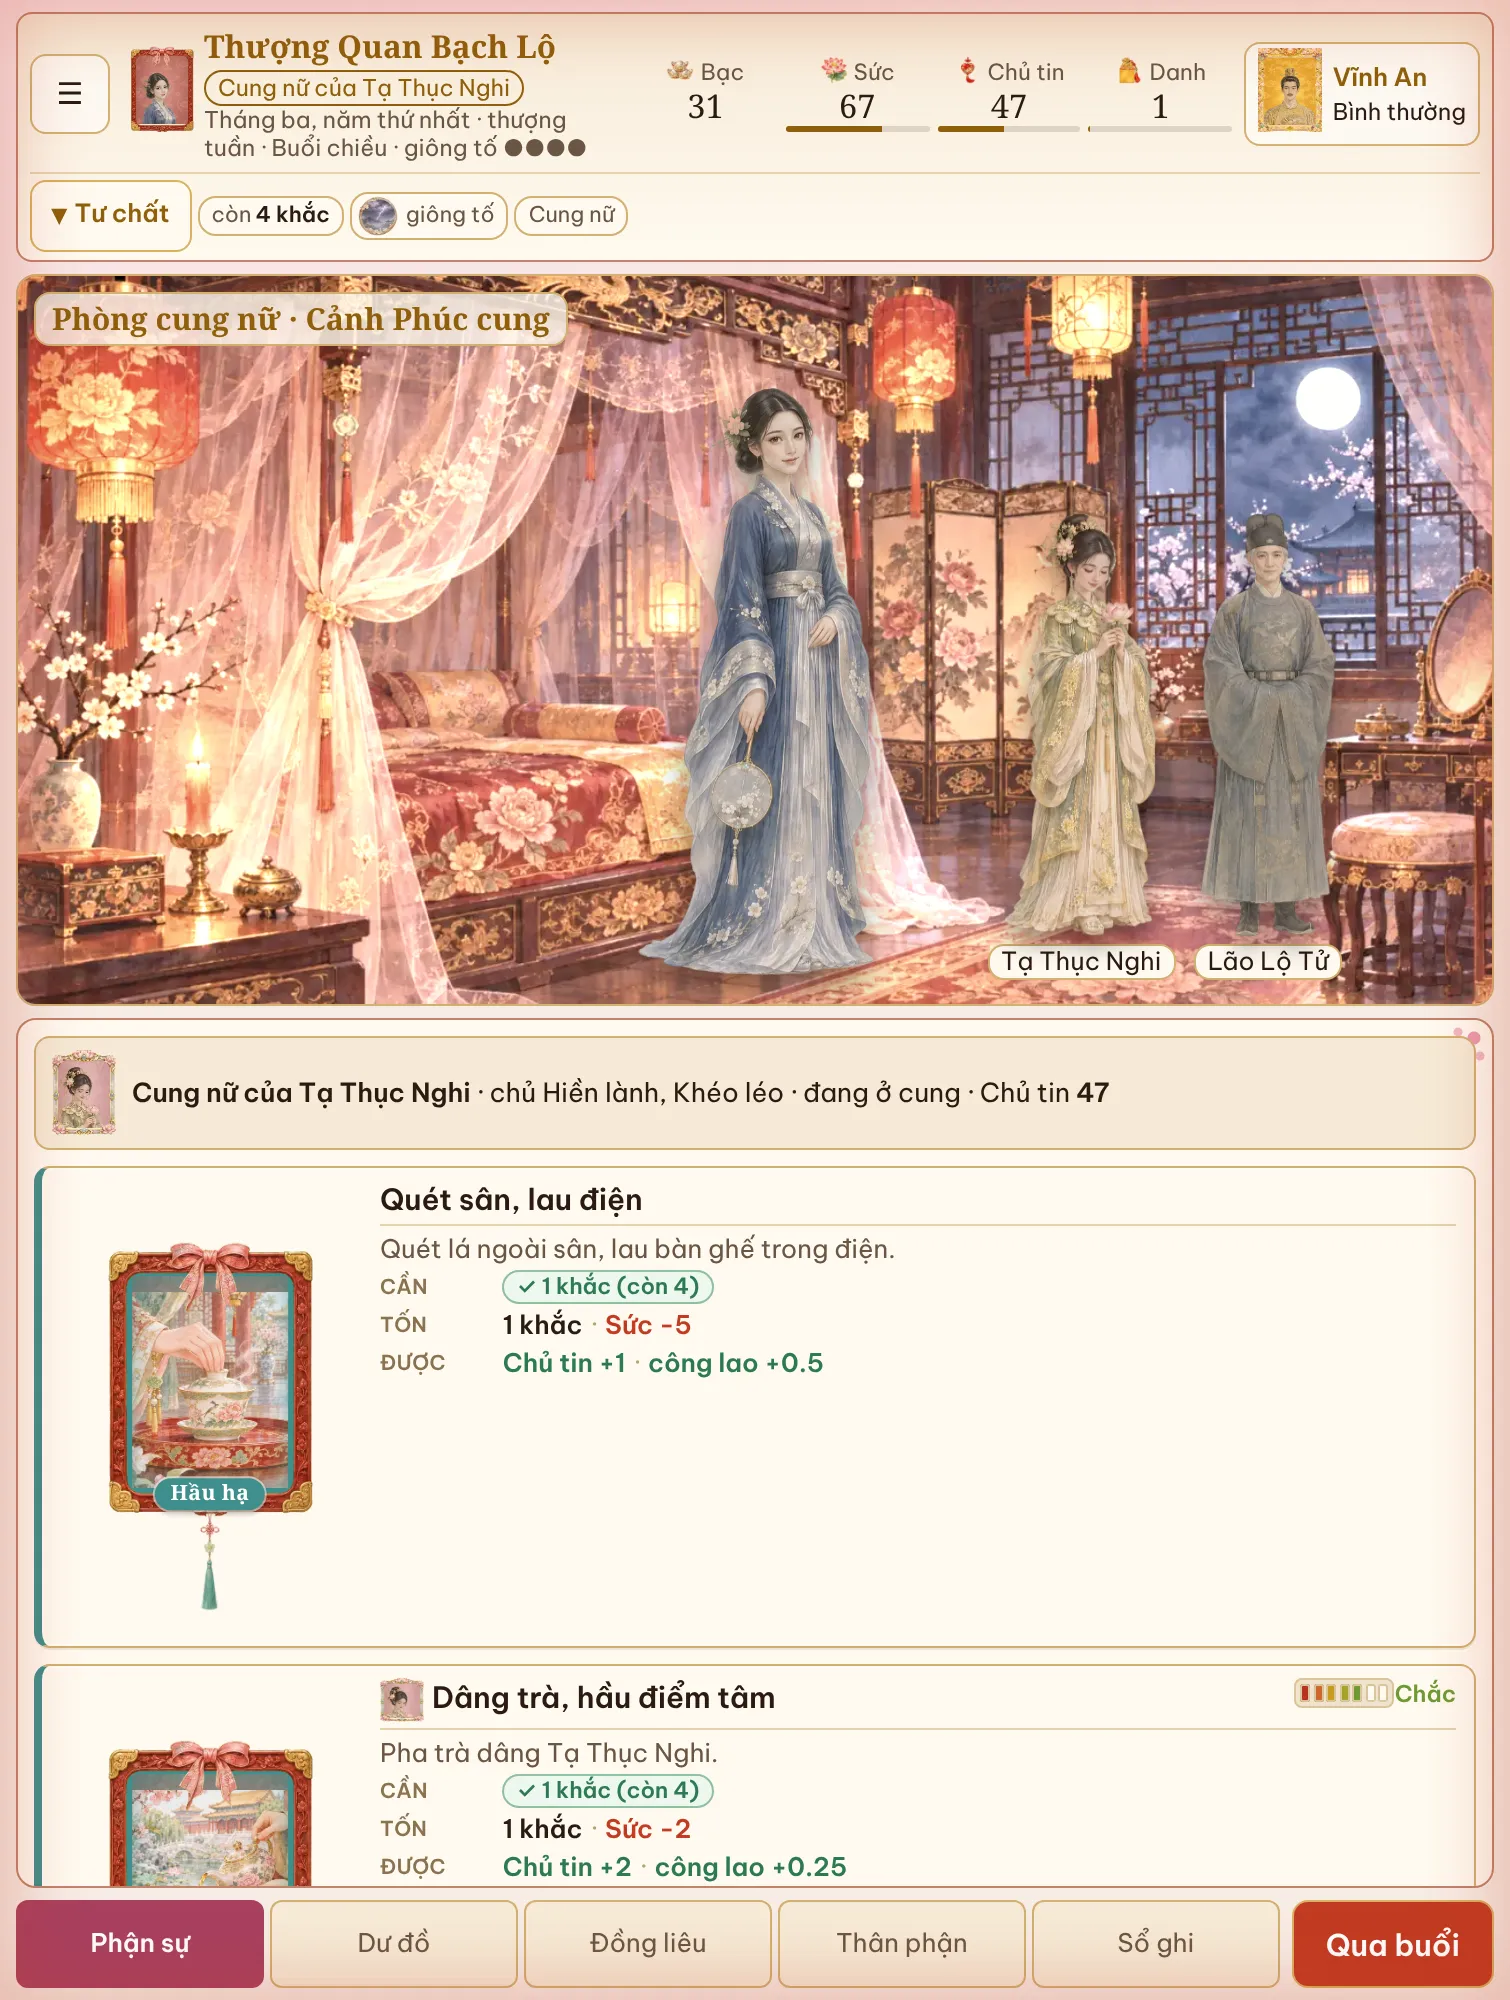 ☰
Thượng Quan Bạch Lộ
Cung nữ của Tạ Thục Nghi
Tháng ba, năm thứ nhất · thượng
tuần · Buổi chiều · giông tố ●●●●
Bạc
31
Sức
67
Chủ tin
47
Danh
1
Vĩnh An
Bình thường
▼ Tư chất
còn 4 khắc
giông tố
Cung nữ
Phòng cung nữ · Cảnh Phúc cung
Tạ Thục Nghi
Lão Lộ Tử
Cung nữ của Tạ Thục Nghi · chủ Hiền lành, Khéo léo · đang ở cung · Chủ tin 47
Quét sân, lau điện
Quét lá ngoài sân, lau bàn ghế trong điện.
CẦN ✓ 1 khắc (còn 4)
TỐN 1 khắc · Sức -5
ĐƯỢC Chủ tin +1 · công lao +0.5
Hầu hạ
Dâng trà, hầu điểm tâm
Chắc
Pha trà dâng Tạ Thục Nghi.
CẦN ✓ 1 khắc (còn 4)
TỐN 1 khắc · Sức -2
ĐƯỢC Chủ tin +2 · công lao +0.25
Phận sự
Dư đồ
Đồng liêu
Thân phận
Sổ ghi
Qua buổi